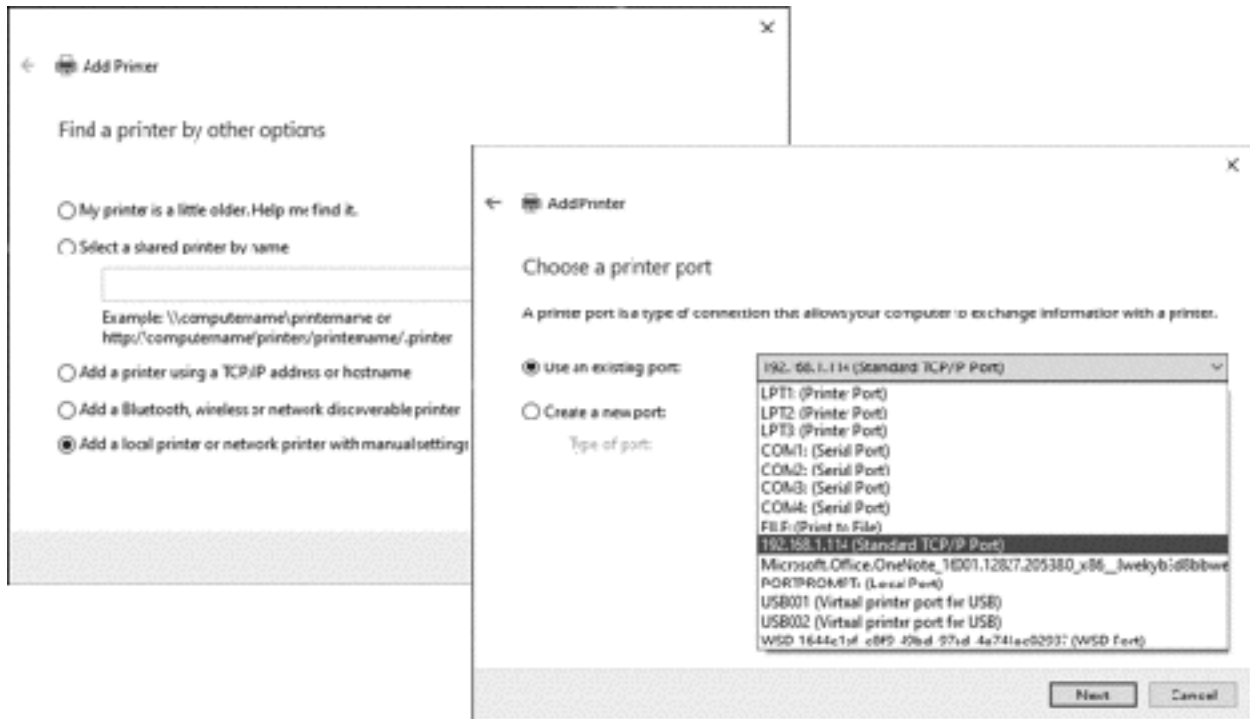 Add Printer
Find a printer by other options
My printer is a little older. Help me find it.
Select a shared printer by name
Example: \\computername\printername or
http://computername/printers/printername/.printer
Add a printer using a TCP/IP address or hostname
Add a Bluetooth, wireless or network discoverable printer
Add a local printer or network printer with manual settings
Add Printer
Choose a printer port
A printer port is a type of connection that allows your computer to exchange information with a printer.
Use an existing port:
192.168.1.114 (Standard TCP/IP Port)
LPT1: (Printer Port)
LPT2: (Printer Port)
LPT3: (Printer Port)
COM1: (Serial Port)
COM2: (Serial Port)
COM3: (Serial Port)
COM4: (Serial Port)
FILE: (Print to File)
192.168.1.114 (Standard TCP/IP Port)
PORTPROMPT: (Local Port)
USB001 (Virtual printer port for USB)
USB002 (Virtual printer port for USB)
(WSD Port)
Create a new port:
Type of port:
Next
Cancel